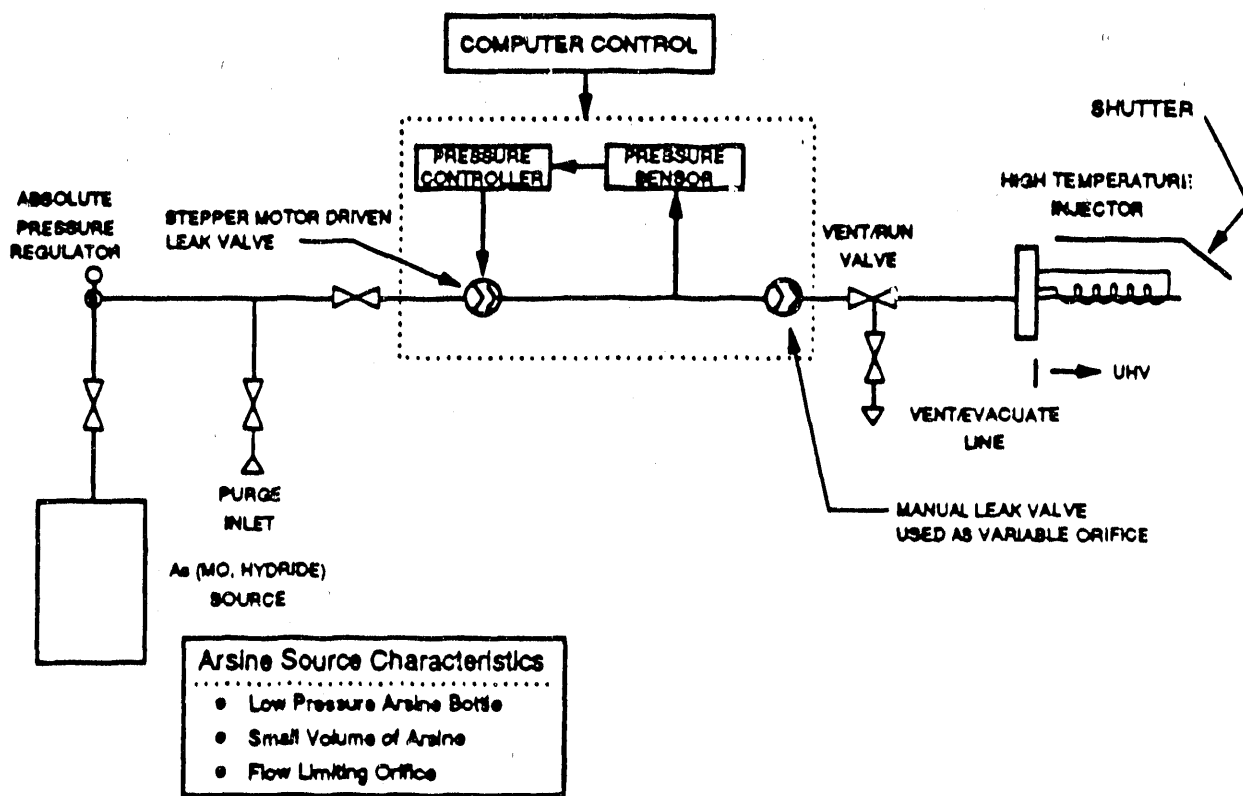 COMPUTER CONTROL
SHUTTER
PRESSURE
CONTROLLER
PRESSURE
SENSOR
HIGH TEMPERATURE
INJECTOR
ABSOLUTE
PRESSURE
REGULATOR
STEPPER MOTOR DRIVEN
LEAK VALVE
VENT/RUN
VALVE
UHV
VENT/EVACUATE
LINE
PURGE
INLET
MANUAL LEAK VALVE
USED AS VARIABLE ORIFICE
As (MO, HYDRIDE)
SOURCE
Arsine Source Characteristics
● Low Pressure Arsine Bottle
● Small Volume of Arsine
● Flow Limiting Orifice